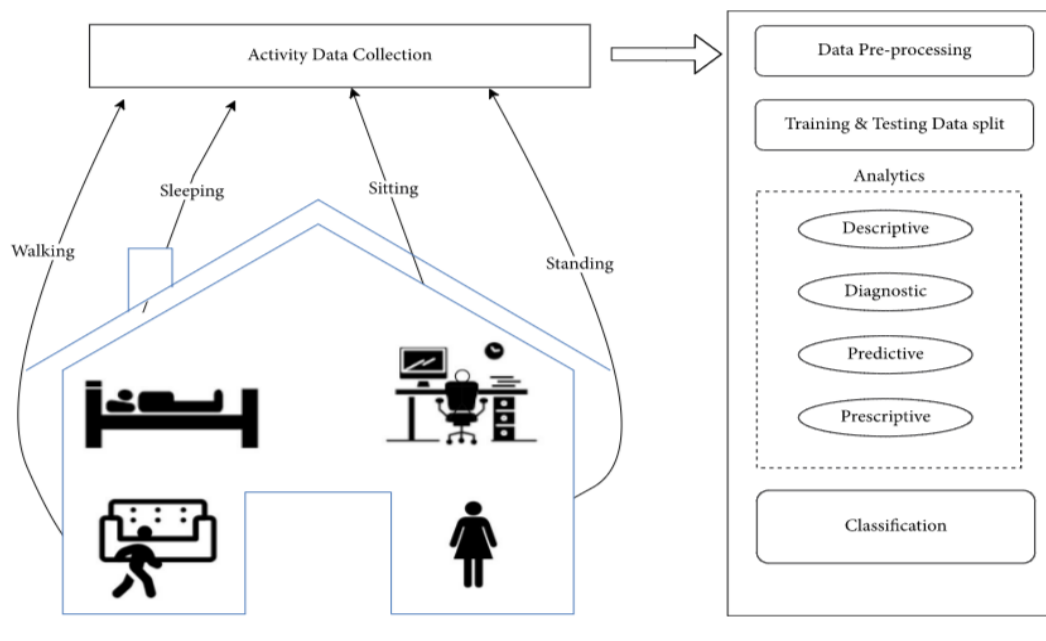 Activity Data Collection
Data Pre-processing
Training & Testing Data split
Analytics
Descriptive
Diagnostic
Predictive
Prescriptive
Classification
Walking
Sleeping
Sitting
Standing